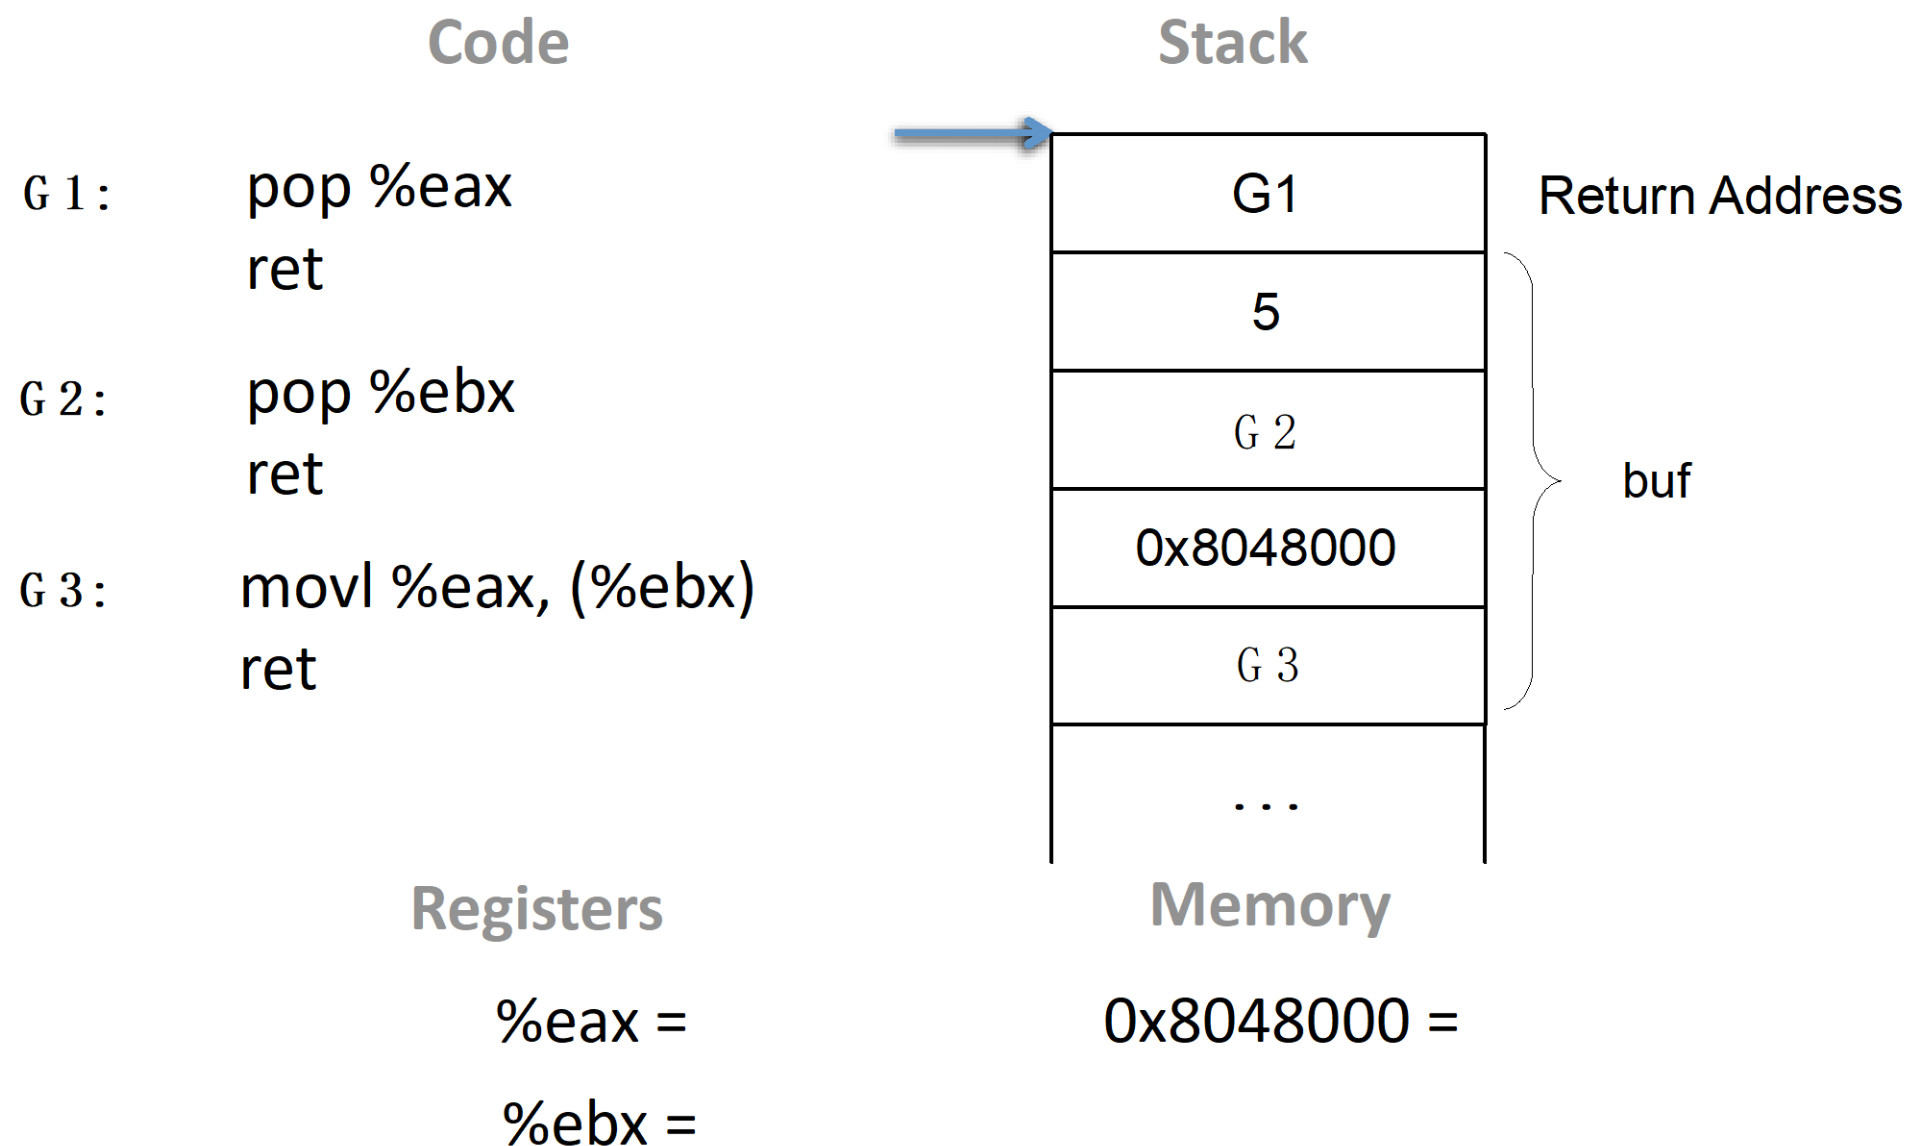 Code
G1: pop %eax
ret
G2: pop %ebx
ret
G3: movl %eax, (%ebx)
ret
Stack
G1 Return Address
5
G2
buf
0x8048000
G3
...
Registers
%eax =
%ebx =
Memory
0x8048000 =